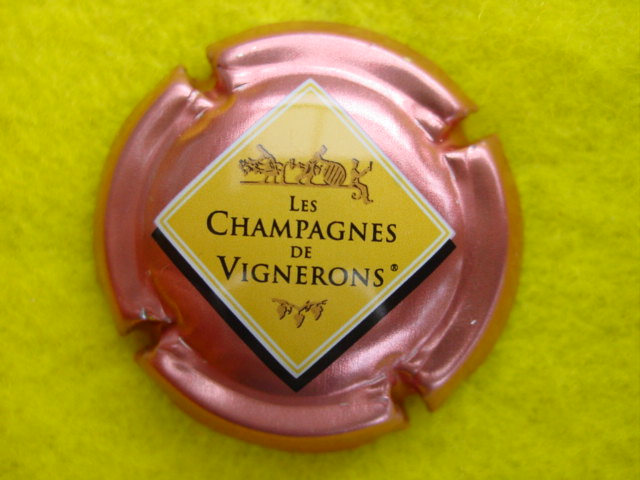 Les
Champagnes
de
Vignerons®